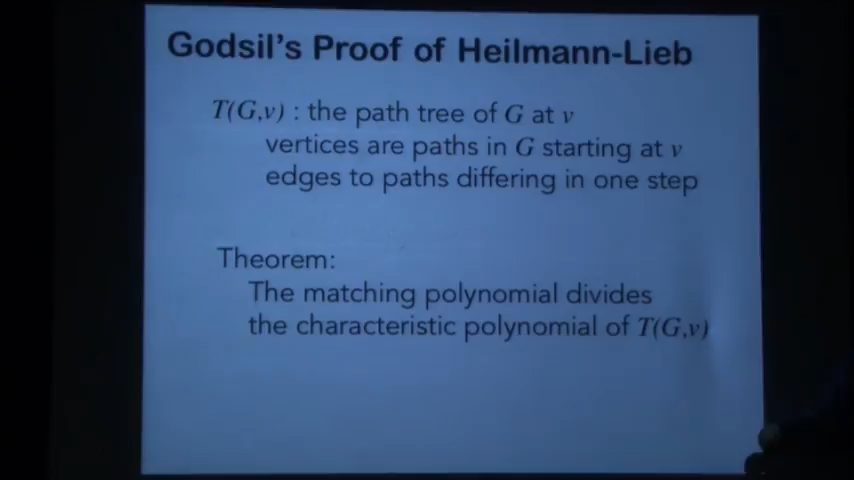 Godsil's Proof of Heilmann-Lieb
T(G,v) : the path tree of G at v
vertices are paths in G starting at v
edges to paths differing in one step
Theorem:
The matching polynomial divides
the characteristic polynomial of T(G,v)